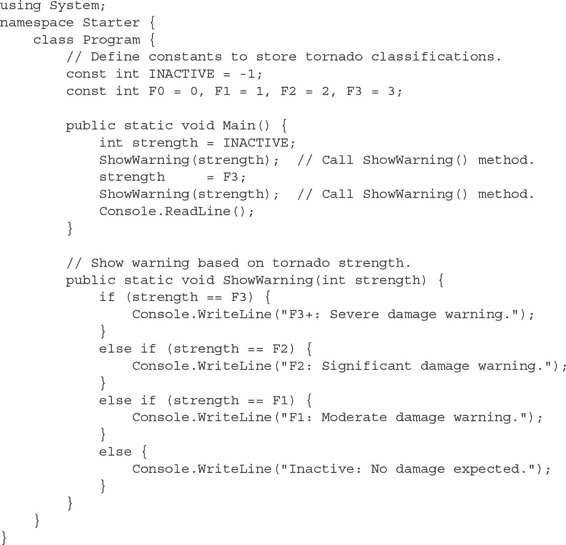 using System;
namespace Starter {
    class Program {
        // Define constants to store tornado classifications.
        const int INACTIVE = -1;
        const int F0 = 0, F1 = 1, F2 = 2, F3 = 3;

        public static void Main() {
            int strength = INACTIVE;
            ShowWarning(strength);  // Call ShowWarning() method.
            strength     = F3;
            ShowWarning(strength);  // Call ShowWarning() method.
            Console.ReadLine();
        }

        // Show warning based on tornado strength.
        public static void ShowWarning(int strength) {
            if (strength == F3) {
                Console.WriteLine("F3+: Severe damage warning.");
            }
            else if (strength == F2) {
                Console.WriteLine("F2: Significant damage warning.");
            }
            else if (strength == F1) {
                Console.WriteLine("F1: Moderate damage warning.");
            }
            else {
                Console.WriteLine("Inactive: No damage expected.");
            }
        }
    }
}